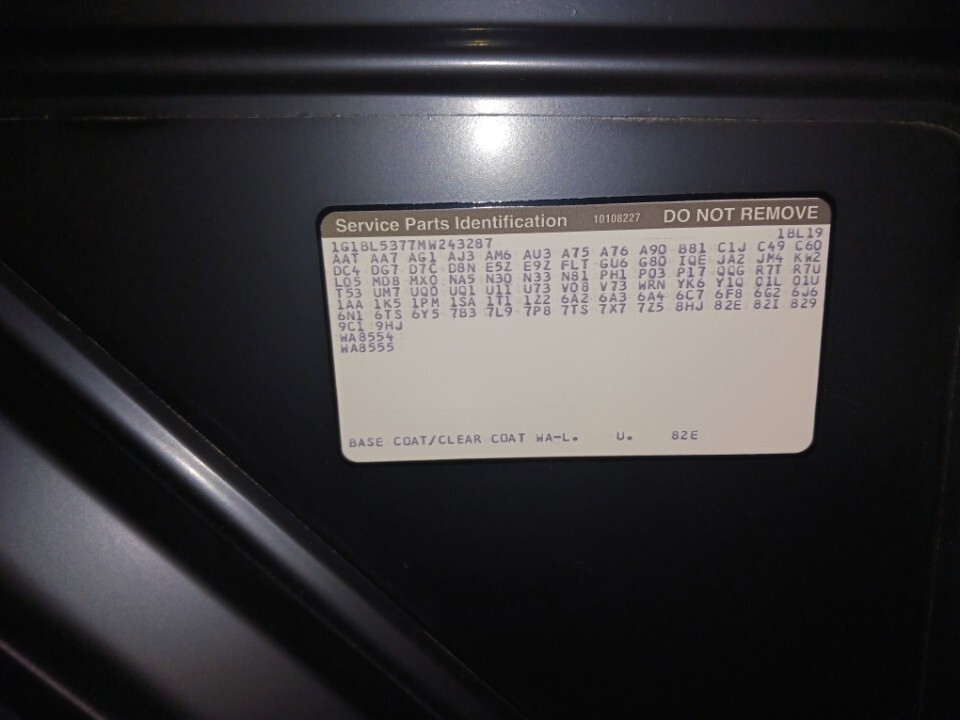 Service Parts Identification 10108227 DO NOT REMOVE
1G1BL5377MW243287 1BL19
AAT AA7 AG1 AJ3 AM6 AU3 A75 A76 A90 B81 C1J C49 C60
DC4 DG7 D7C D8N E5Z E9Z FLT GU6 G80 IQE JA2 JM4 KW2
L05 MD8 MX0 NA5 N30 N33 N81 PH1 P03 P17 QQG R7T R7U
T53 UM7 UQ0 UQ1 U11 U73 V08 V73 WRN YK6 Y1Q 01L 01U
1AA 1K5 1PM 1SA 1T1 1Z2 6A2 6A3 6A4 6C7 6F8 6G2 6J6
6N1 6TS 6Y5 7B3 7L9 7P8 7TS 7X7 7Z5 8HJ 82E 82I 829
9C1 9HJ
WA8554
WA8555
BASE COAT/CLEAR COAT WA-L. U. 82E